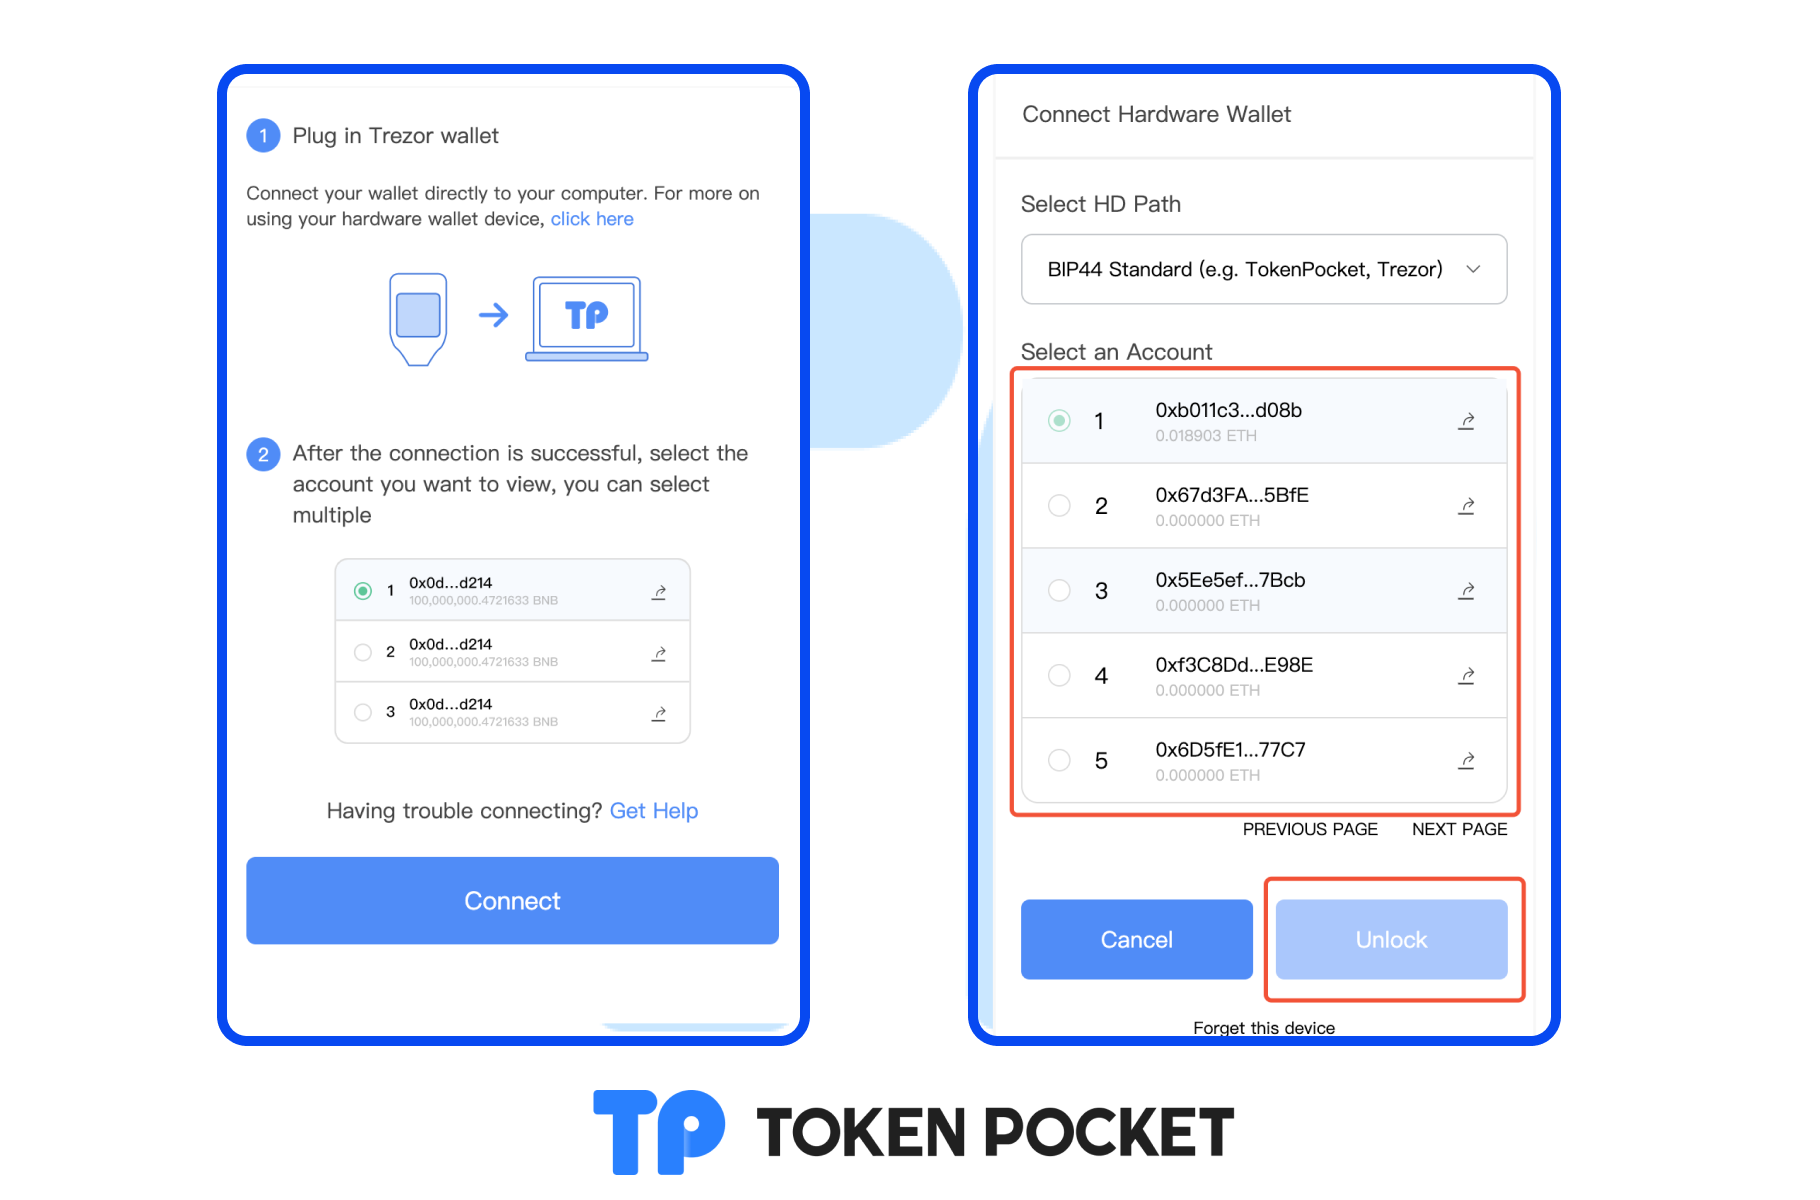 1 Plug in Trezor wallet
Connect your wallet directly to your computer. For more on
using your hardware wallet device, click here
TP
2 After the connection is successful, select the
account you want to view, you can select
multiple
1 0x0d...d214
100,000,000.4721633 BNB
2 0x0d...d214
100,000,000.4721633 BNB
3 0x0d...d214
100,000,000.4721633 BNB
Having trouble connecting? Get Help
Connect
Connect Hardware Wallet
Select HD Path
BIP44 Standard (e.g. TokenPocket, Trezor)
Select an Account
1 0xb011c3...d08b
0.018903 ETH
2 0x67d3FA...5BfE
0.000000 ETH
3 0x5Ee5ef...7Bcb
0.000000 ETH
4 0xf3C8Dd...E98E
0.000000 ETH
5 0x6D5fE1...77C7
0.000000 ETH
PREVIOUS PAGE NEXT PAGE
Cancel Unlock
Forget this device
TP TOKEN POCKET